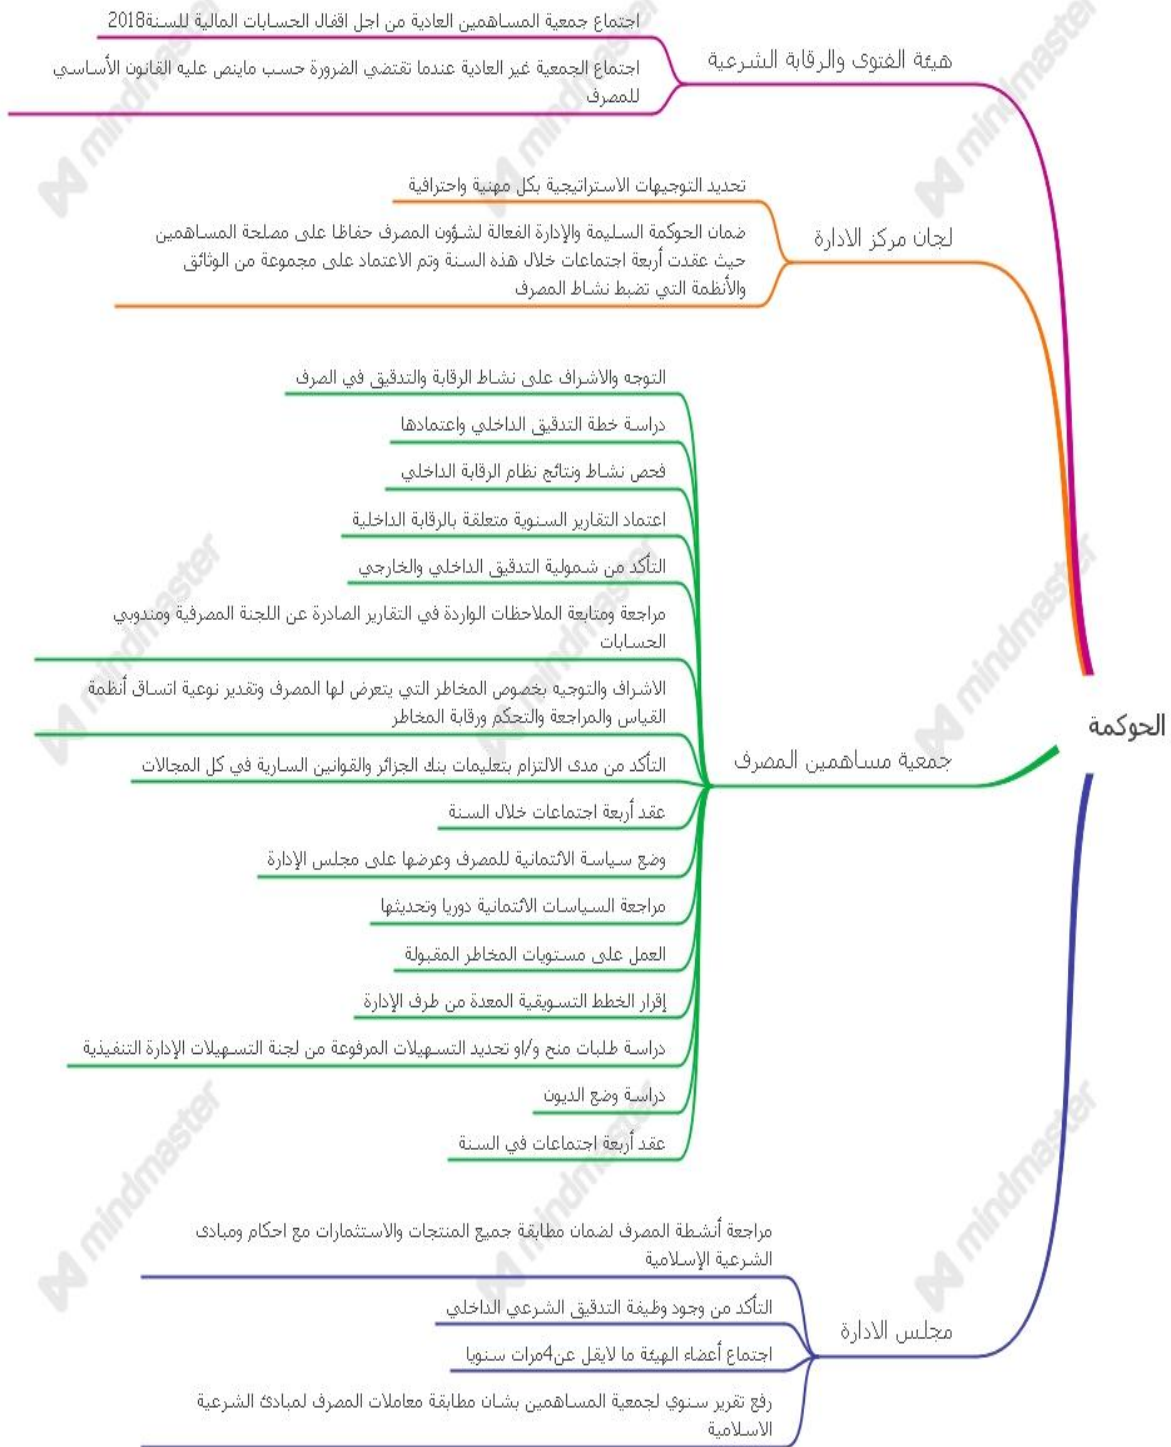 الحوكمة
هيئة الفتوى والرقابة الشرعية
اجتماع جمعية المساهمين العادية من اجل اقفال الحسابات المالية للسنة2018
اجتماع الجمعية غير العادية عندما تقتضي الضرورة حسب ماينص عليه القانون الأساسي
للمصرف
لجان مركز الادارة
تحديد التوجيهات الاستراتيجية بكل مهنية واحترافية
ضمان الحوكمة السليمة والإدارة الفعالة لشؤون المصرف حفاظا على مصلحة المساهمين
حيث عقدت أربعة اجتماعات خلال هذه السنة وتم الاعتماد على مجموعة من الوثائق
والأنظمة التي تضبط نشاط المصرف
جمعية مساهمين المصرف
التوجه والاشراف على نشاط الرقابة والتدقيق في الصرف
دراسة خطة التدقيق الداخلي واعتمادها
فحص نشاط ونتائج نظام الرقابة الداخلي
اعتماد التقارير السنوية متعلقة بالرقابة الداخلية
التأكد من شمولية التدقيق الداخلي والخارجي
مراجعة ومتابعة الملاحظات الواردة في التقارير الصادرة عن اللجنة المصرفية ومندوبي
الحسابات
الاشراف والتوجيه بخصوص المخاطر التي يتعرض لها المصرف وتقدير نوعية اتساق أنظمة
القياس والمراجعة والتحكم ورقابة المخاطر
التأكد من مدى الالتزام بتعليمات بنك الجزائر والقوانين السارية في كل المجالات
عقد أربعة اجتماعات خلال السنة
وضع سياسة الائتمانية للمصرف وعرضها على مجلس الإدارة
مراجعة السياسات الائتمانية دوريا وتحديثها
العمل على مستويات المخاطر المقبولة
إقرار الخطط التسويقية المعدة من طرف الإدارة
دراسة طلبات منح و/او تحديد التسهيلات المرفوعة من لجنة التسهيلات الإدارة التنفيذية
دراسة وضع الديون
عقد أربعة اجتماعات في السنة
مجلس الادارة
مراجعة أنشطة المصرف لضمان مطابقة جميع المنتجات والاستثمارات مع احكام ومبادى
الشرعية الإسلامية
التأكد من وجود وظيفة التدقيق الشرعي الداخلي
اجتماع أعضاء الهيئة ما لايقل عن4مرات سنويا
رفع تقرير سنوي لجمعية المساهمين بشان مطابقة معاملات المصرف لمبادئ الشرعية
الاسلامية
mindmaster
mindmaster
mindmaster
mindmaster
mindmaster
mindmaster
mindmaster
mindmaster
mindmaster